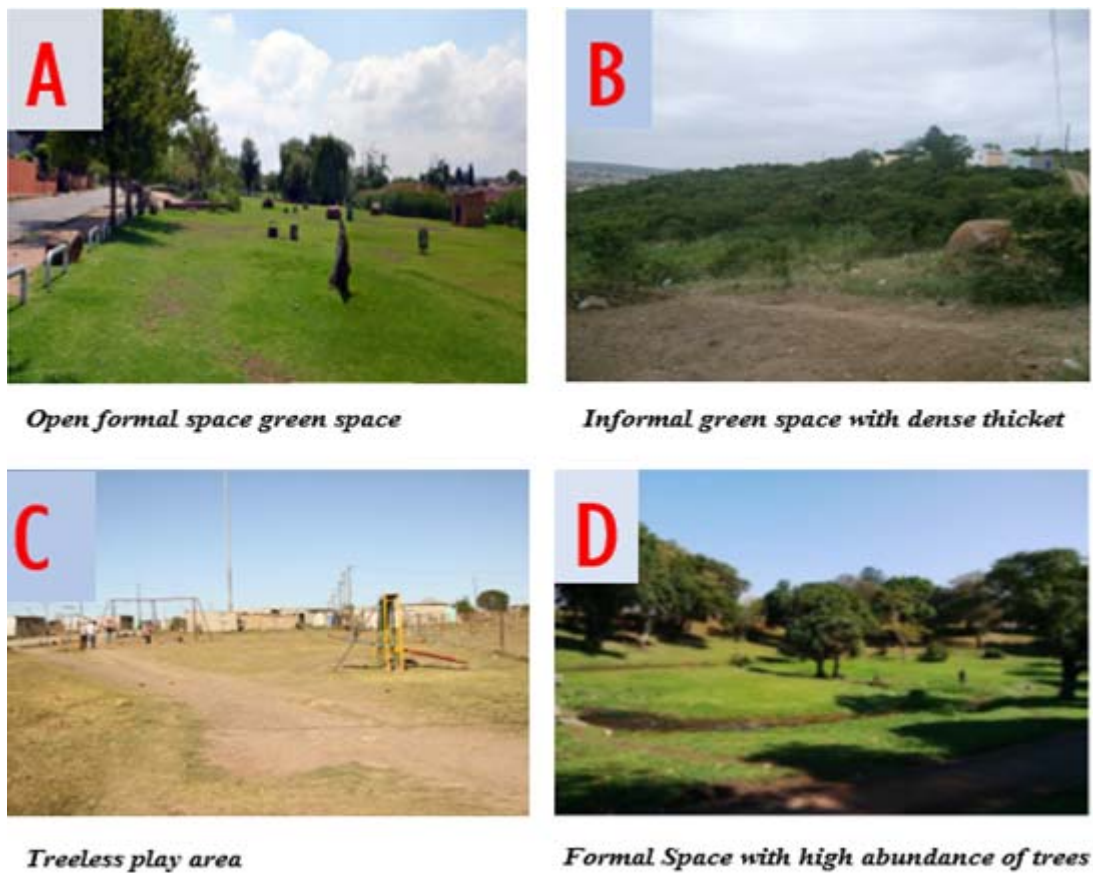 A
B
Open formal space green space
Informal green space with dense thicket
C
D
Treeless play area
Formal Space with high abundance of trees